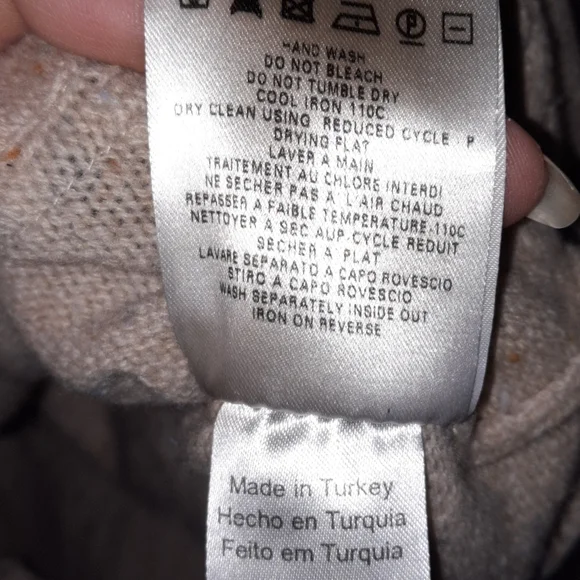 P
HAND WASH
DO NOT BLEACH
DO NOT TUMBLE DRY
COOL IRON 110C
DRY CLEAN USING REDUCED CYCLE - P
DRYING FLAT
LAVER A MAIN
TRAITEMENT AU CHLORE INTERDI
NE SECHER PAS A L'AIR CHAUD
REPASSER A FAIBLE TEMPERATURE-110C
NETTOYER A SEC AUP.CYCLE REDUIT
SECHER A PLAT
LAVARE SEPARATO A CAPO ROVESCIO
STIRO A CAPO ROVESCIO
WASH SEPARATELY INSIDE OUT
IRON ON REVERSE
Made in Turkey
Hecho en Turquia
Feito em Turquia